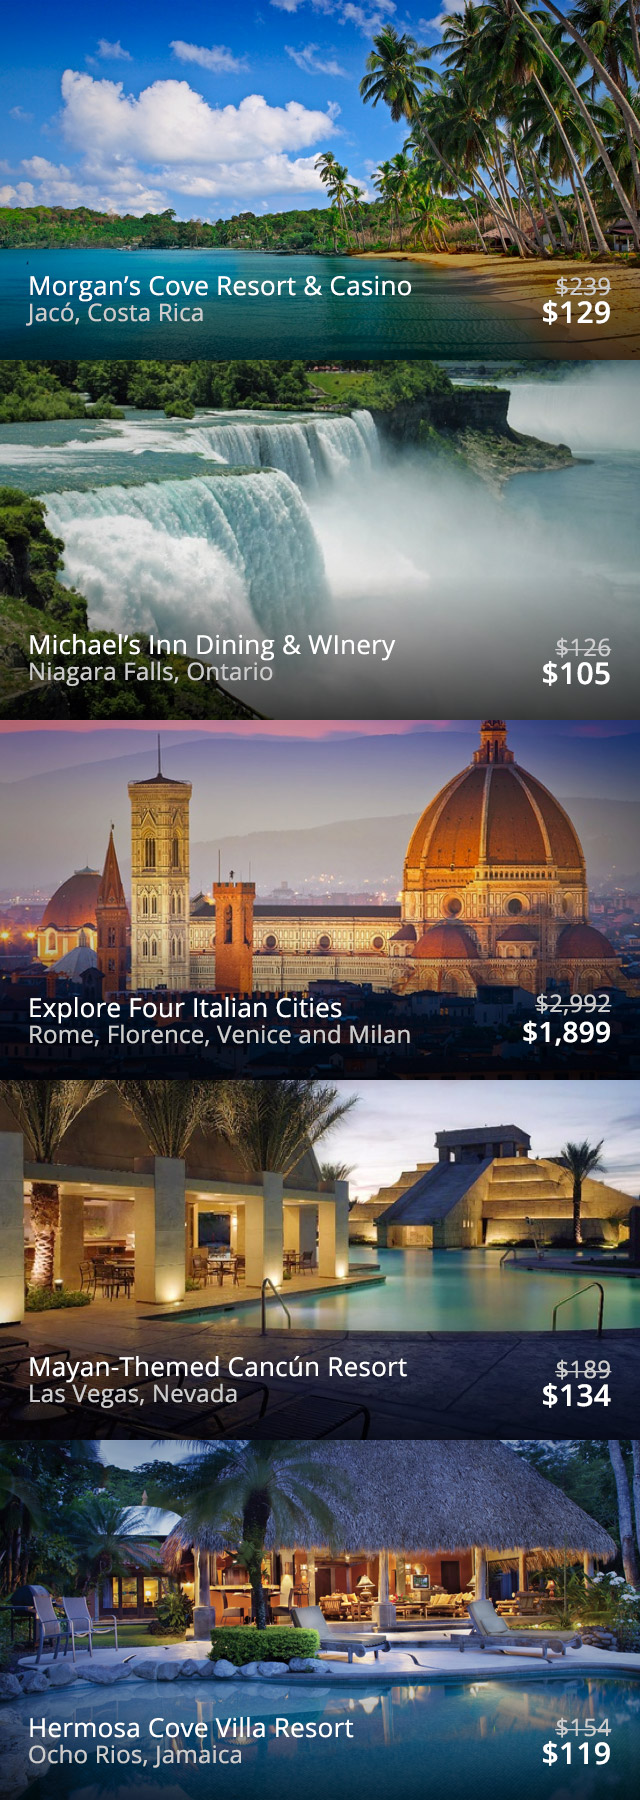 Morgan’s Cove Resort & Casino
$239
Jacó, Costa Rica
$129
Michael’s Inn Dining & WInery
$126
Niagara Falls, Ontario
$105
Explore Four Italian Cities
$2,992
Rome, Florence, Venice and Milan
$1,899
Mayan-Themed Cancún Resort
$189
Las Vegas, Nevada
$134
Hermosa Cove Villa Resort
$154
Ocho Rios, Jamaica
$119